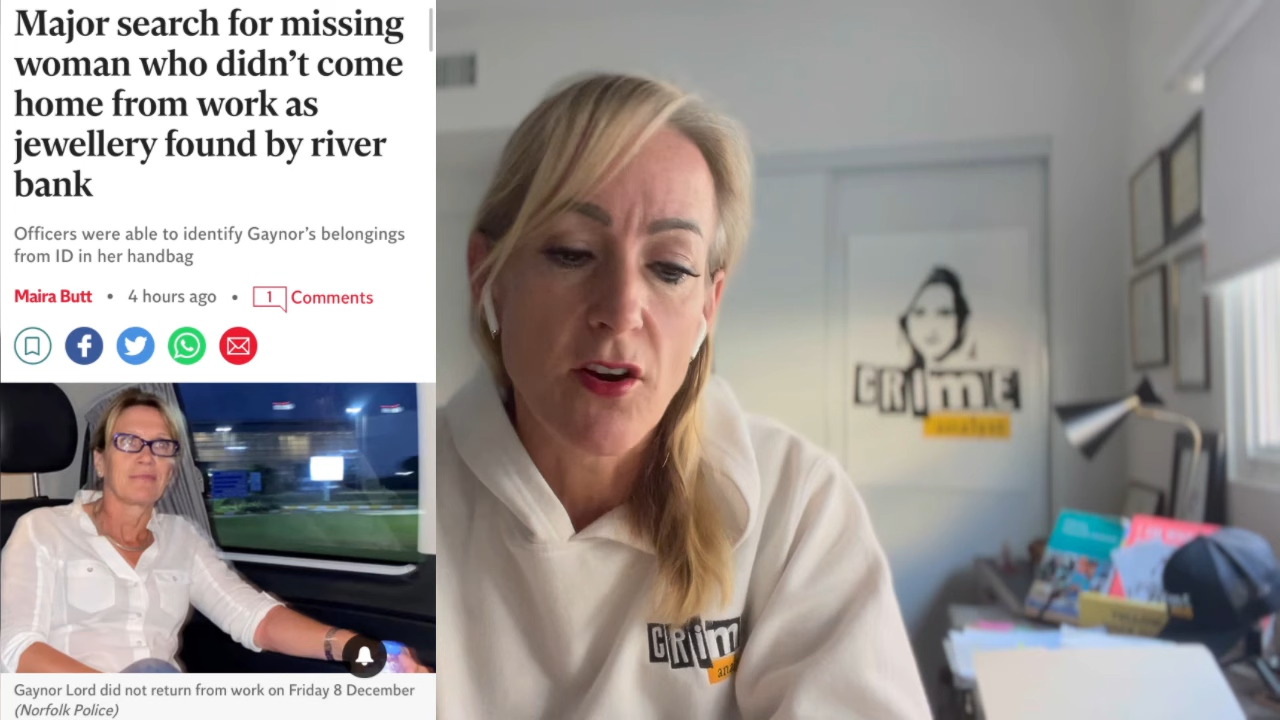 Major search for missing
woman who didn’t come
home from work as
jewellery found by river
bank
Officers were able to identify Gaynor’s belongings
from ID in her handbag
Maira Butt • 4 hours ago • 1 Comments
Gaynor Lord did not return from work on Friday 8 December
(Norfolk Police)
CRimE
analyst
CRim
ana